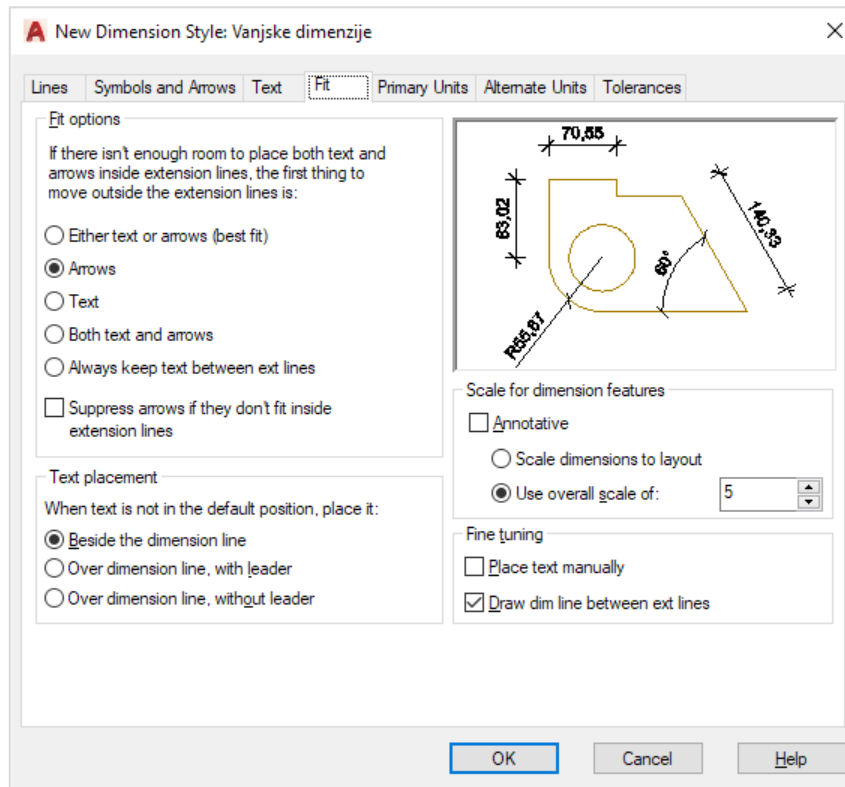 New Dimension Style: Vanjske dimenzije
Lines Symbols and Arrows Text Fit Primary Units Alternate Units Tolerances
Fit options
If there isn't enough room to place both text and
arrows inside extension lines, the first thing to
move outside the extension lines is:
Either text or arrows (best fit)
Arrows
Text
Both text and arrows
Always keep text between ext lines
Suppress arrows if they don't fit inside
extension lines
Text placement
When text is not in the default position, place it:
Beside the dimension line
Over dimension line, with leader
Over dimension line, without leader
70,55
63,02
140,33
60°
R55,67
Scale for dimension features
Annotative
Scale dimensions to layout
Use overall scale of: 5
Fine tuning
Place text manually
Draw dim line between ext lines
OK Cancel Help